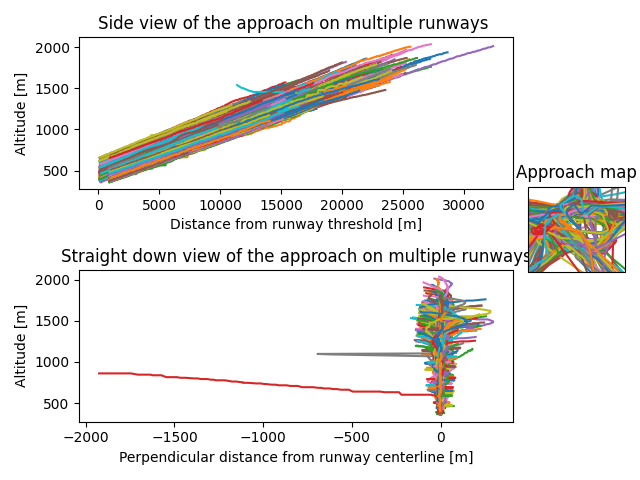 Side view of the approach on multiple runways
2000
1500
1000
500
Altitude [m]
0
5000
10000
15000
20000
25000
30000
Distance from runway threshold [m]
Approach map
Straight down view of the approach on multiple runways
2000
1500
1000
500
Altitude [m]
−2000
−1500
−1000
−500
0
Perpendicular distance from runway centerline [m]